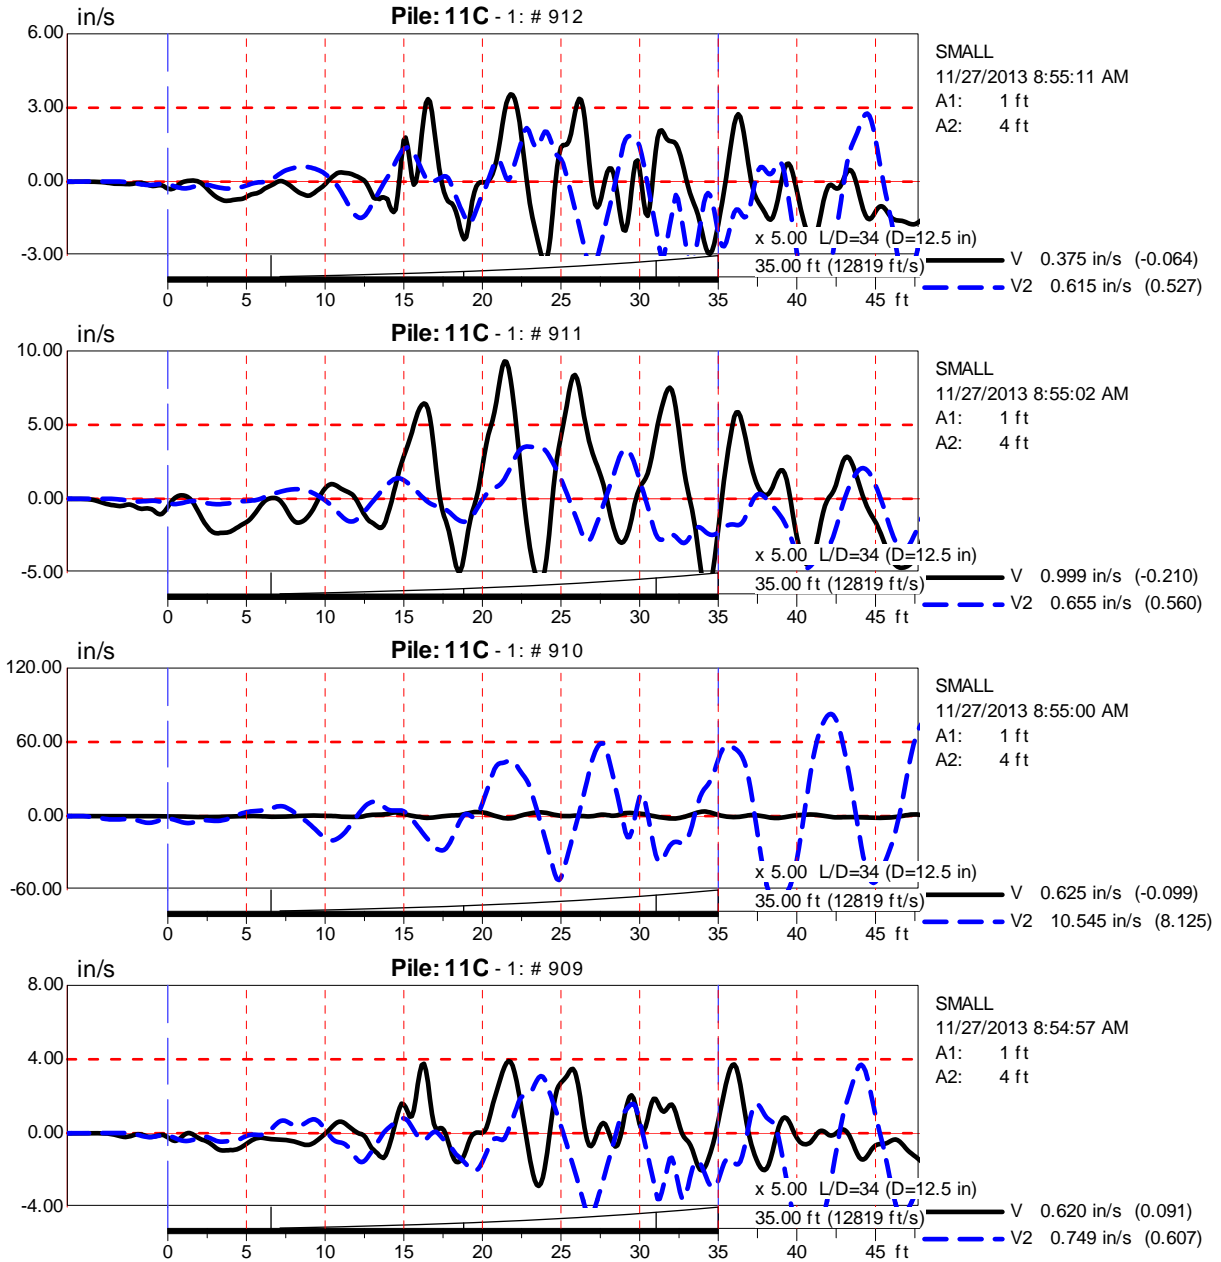 in/s
Pile: 11C - 1: # 912
6.00
3.00
0.00
-3.00
SMALL
11/27/2013 8:55:11 AM
A1: 1 ft
A2: 4 ft
x 5.00 L/D=34 (D=12.5 in)
35.00 ft (12819 ft/s)
V 0.375 in/s (-0.064)
V2 0.615 in/s (0.527)
0 5 10 15 20 25 30 35 40 45 ft
in/s
Pile: 11C - 1: # 911
10.00
5.00
0.00
-5.00
SMALL
11/27/2013 8:55:02 AM
A1: 1 ft
A2: 4 ft
x 5.00 L/D=34 (D=12.5 in)
35.00 ft (12819 ft/s)
V 0.999 in/s (-0.210)
V2 0.655 in/s (0.560)
0 5 10 15 20 25 30 35 40 45 ft
in/s
Pile: 11C - 1: # 910
120.00
60.00
0.00
-60.00
SMALL
11/27/2013 8:55:00 AM
A1: 1 ft
A2: 4 ft
x 5.00 L/D=34 (D=12.5 in)
35.00 ft (12819 ft/s)
V 0.625 in/s (-0.099)
V2 10.545 in/s (8.125)
0 5 10 15 20 25 30 35 40 45 ft
in/s
Pile: 11C - 1: # 909
8.00
4.00
0.00
-4.00
SMALL
11/27/2013 8:54:57 AM
A1: 1 ft
A2: 4 ft
x 5.00 L/D=34 (D=12.5 in)
35.00 ft (12819 ft/s)
V 0.620 in/s (0.091)
V2 0.749 in/s (0.607)
0 5 10 15 20 25 30 35 40 45 ft